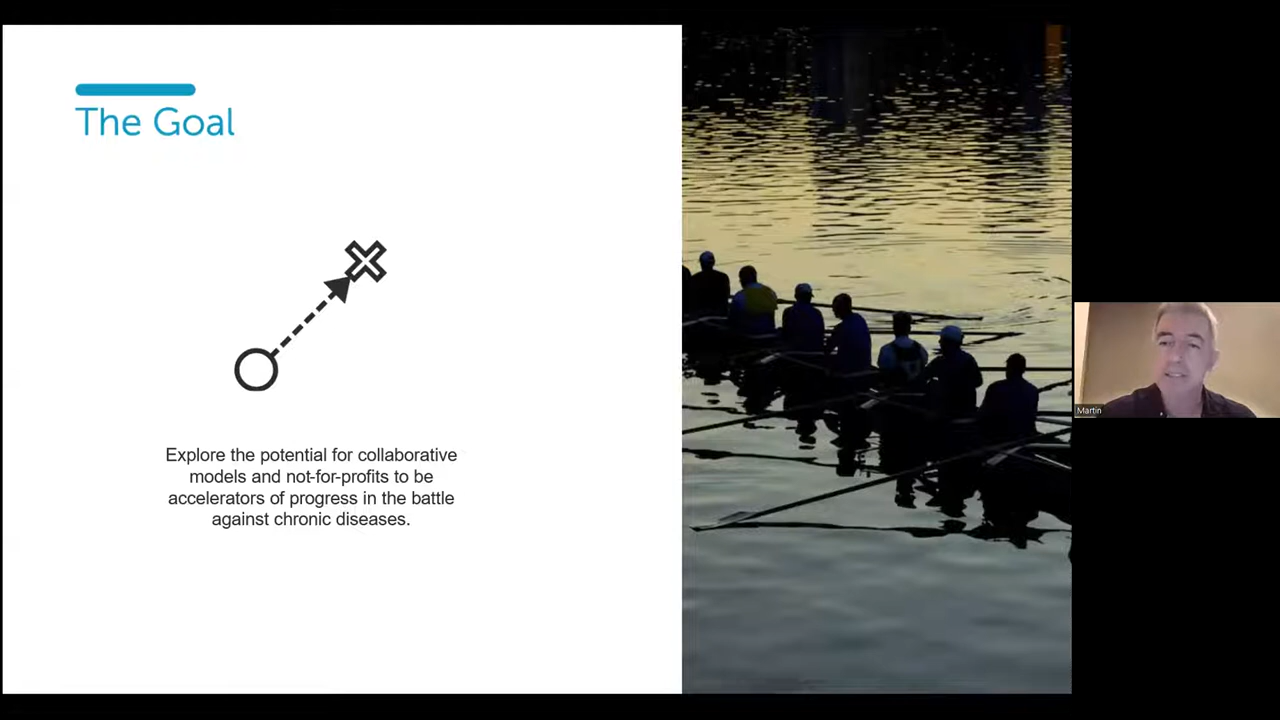 The Goal
Explore the potential for collaborative
models and not-for-profits to be
accelerators of progress in the battle
against chronic diseases.
Martin